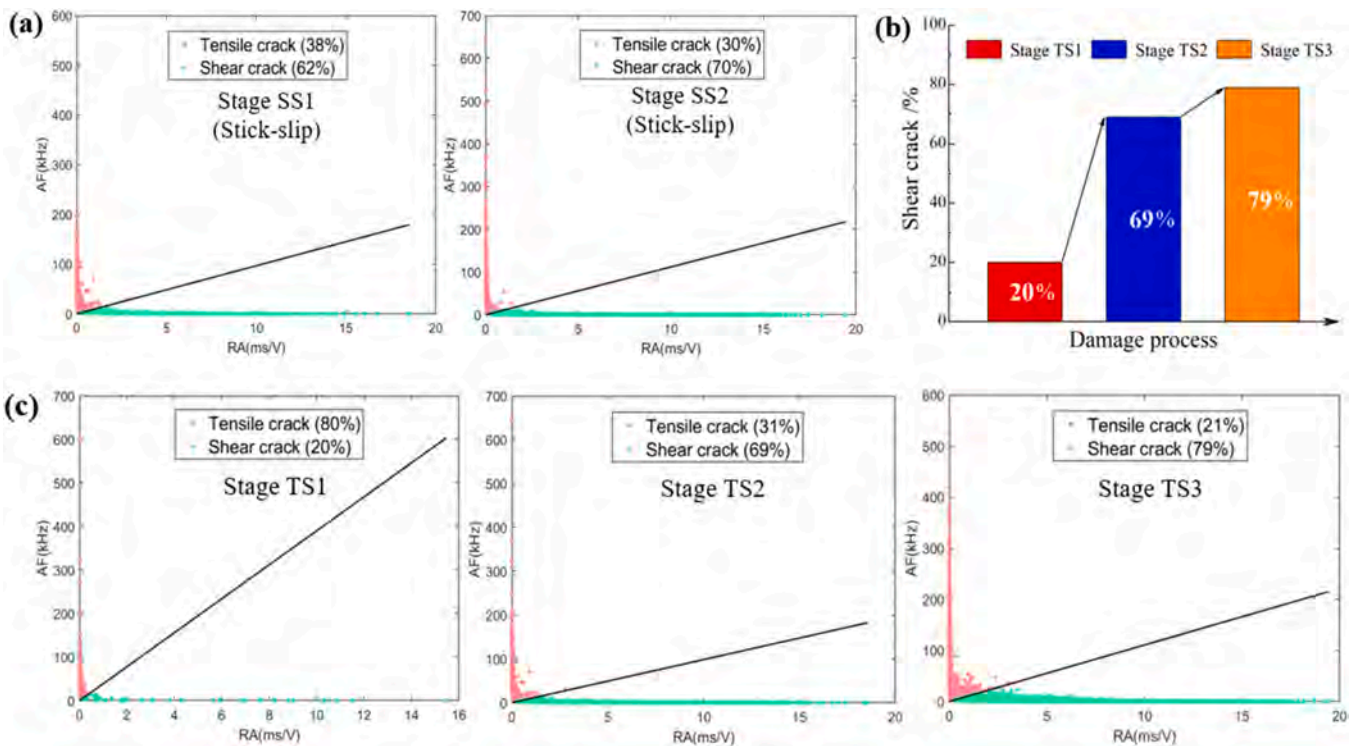 (a)
600
500
400
300
200
100
0
AF(kHz)
Tensile crack (38%)
Shear crack (62%)
Stage SS1
(Stick-slip)
0 5 10 15 20
RA(ms/V)
700
600
500
400
300
200
100
0
AF(kHz)
Tensile crack (30%)
Shear crack (70%)
Stage SS2
(Stick-slip)
0 5 10 15 20
RA(ms/V)
(b)
100
80
60
40
20
0
Shear crack /%
Stage TS1 Stage TS2 Stage TS3
20%
69%
79%
Damage process
(c)
700
600
500
400
300
200
100
0
AF(kHz)
Tensile crack (80%)
Shear crack (20%)
Stage TS1
0 2 4 6 8 10 12 14 16
RA(ms/V)
700
600
500
400
300
200
100
0
AF(kHz)
Tensile crack (31%)
Shear crack (69%)
Stage TS2
0 5 10 15 20
RA(ms/V)
600
500
400
300
200
100
0
AF(kHz)
Tensile crack (21%)
Shear crack (79%)
Stage TS3
0 5 10 15 20
RA(ms/V)